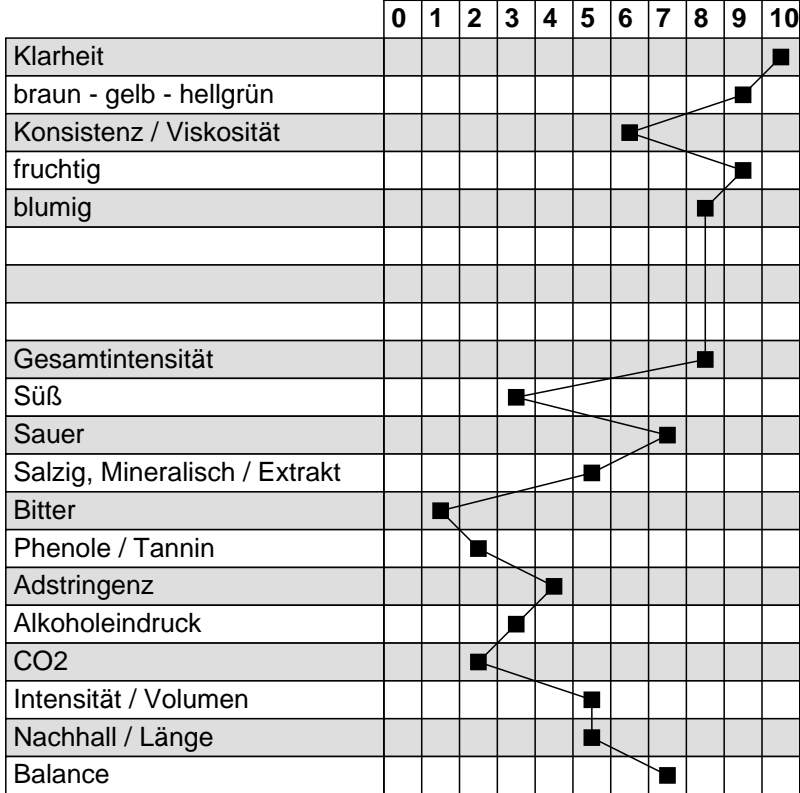 0 1 2 3 4 5 6 7 8 9 10
Klarheit
braun - gelb - hellgrün
Konsistenz / Viskosität
fruchtig
blumig
Gesamtintensität
Süß
Sauer
Salzig, Mineralisch / Extrakt
Bitter
Phenole / Tannin
Adstringenz
Alkoholeindruck
CO2
Intensität / Volumen
Nachhall / Länge
Balance